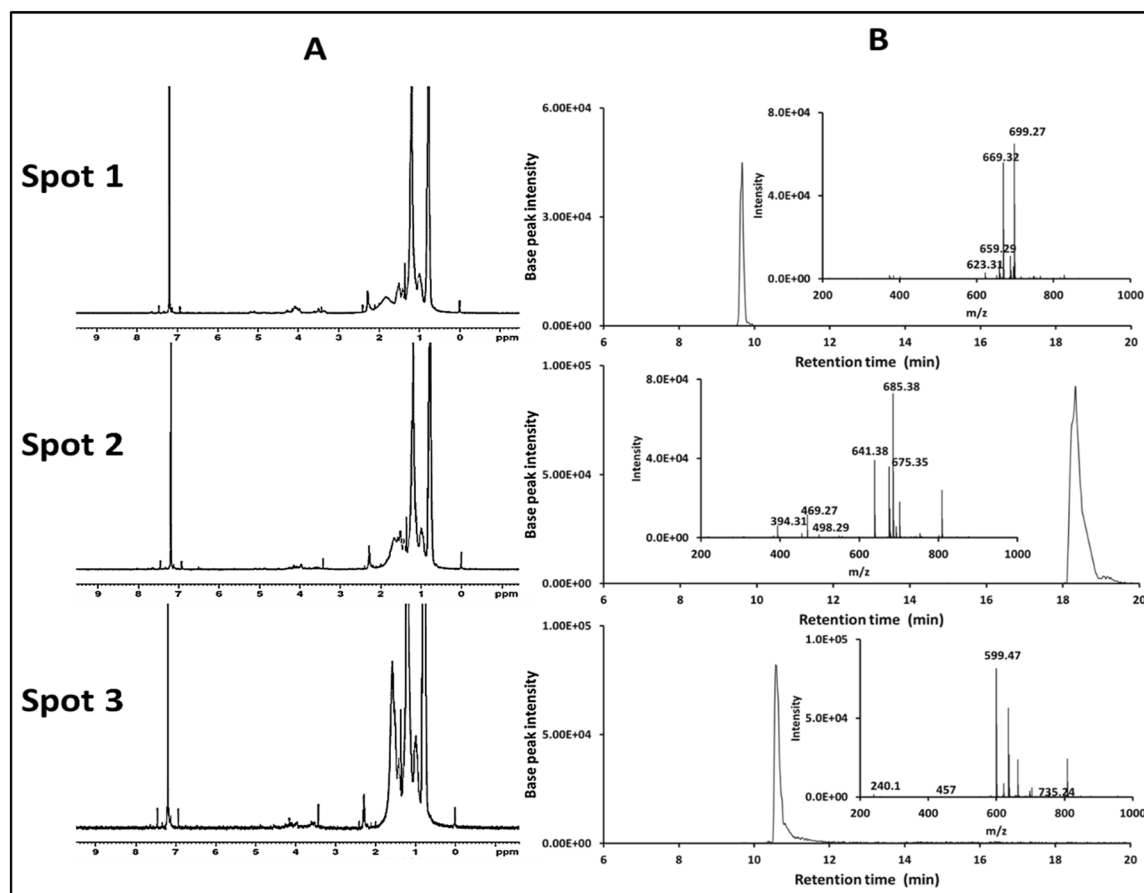 A
B
Spot 1
9 8 7 6 5 4 3 2 1 0 ppm
Base peak intensity
6.00E+04
3.00E+04
0.00E+00
6 8 10 12 14 16 18 20
Retention time (min)
Intensity
8.0E+04
4.0E+04
0.0E+00
699.27
669.32
659.29
623.31
200 400 600 800 1000
m/z
Spot 2
9 8 7 6 5 4 3 2 1 0 ppm
Base peak intensity
1.00E+05
5.00E+04
0.00E+00
6 8 10 12 14 16 18 20
Retention time (min)
Intensity
8.0E+04
4.0E+04
0.0E+00
685.38
641.38
675.35
469.27
394.31
498.29
200 400 600 800 1000
m/z
Spot 3
9 8 7 6 5 4 3 2 1 0 ppm
Base peak intensity
1.00E+05
5.00E+04
0.00E+00
6 8 10 12 14 16 18 20
Retention time (min)
Intensity
1.0E+05
5.0E+04
0.0E+00
599.47
240.1
457
735.24
200 400 600 800 1000
m/z